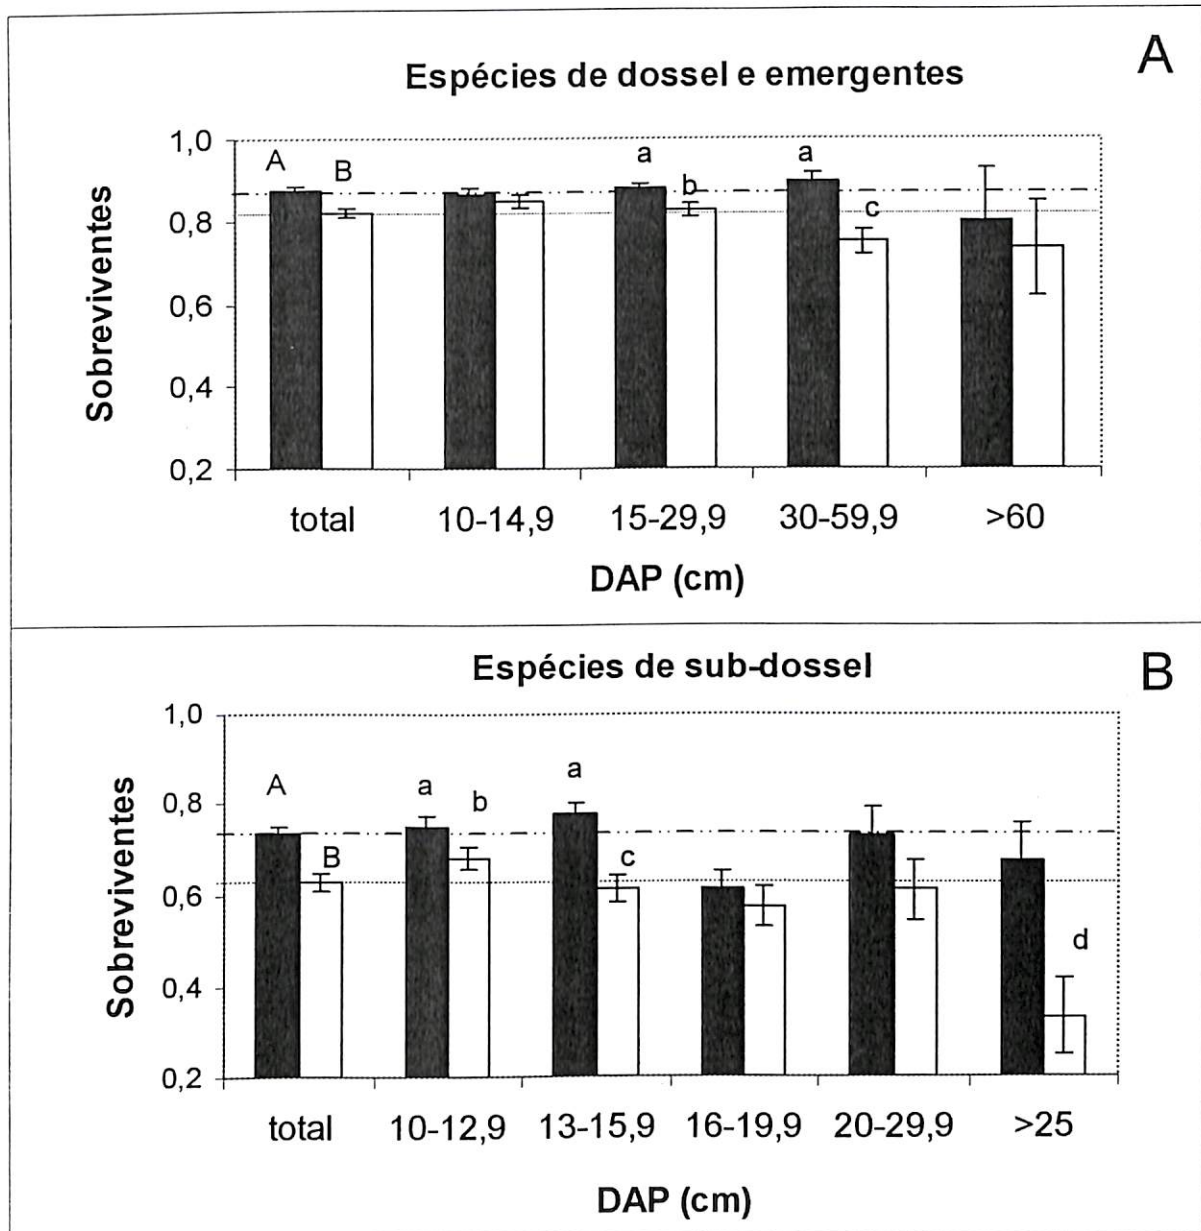 A
Espécies de dossel e emergentes
Sobreviventes
1,0
0,8
0,6
0,4
0,2
A
B
a
b
a
c
total 10-14,9 15-29,9 30-59,9 >60
DAP (cm)
B
Espécies de sub-dossel
Sobreviventes
1,0
0,8
0,6
0,4
0,2
A
B
a
b
a
c
d
total 10-12,9 13-15,9 16-19,9 20-29,9 >25
DAP (cm)